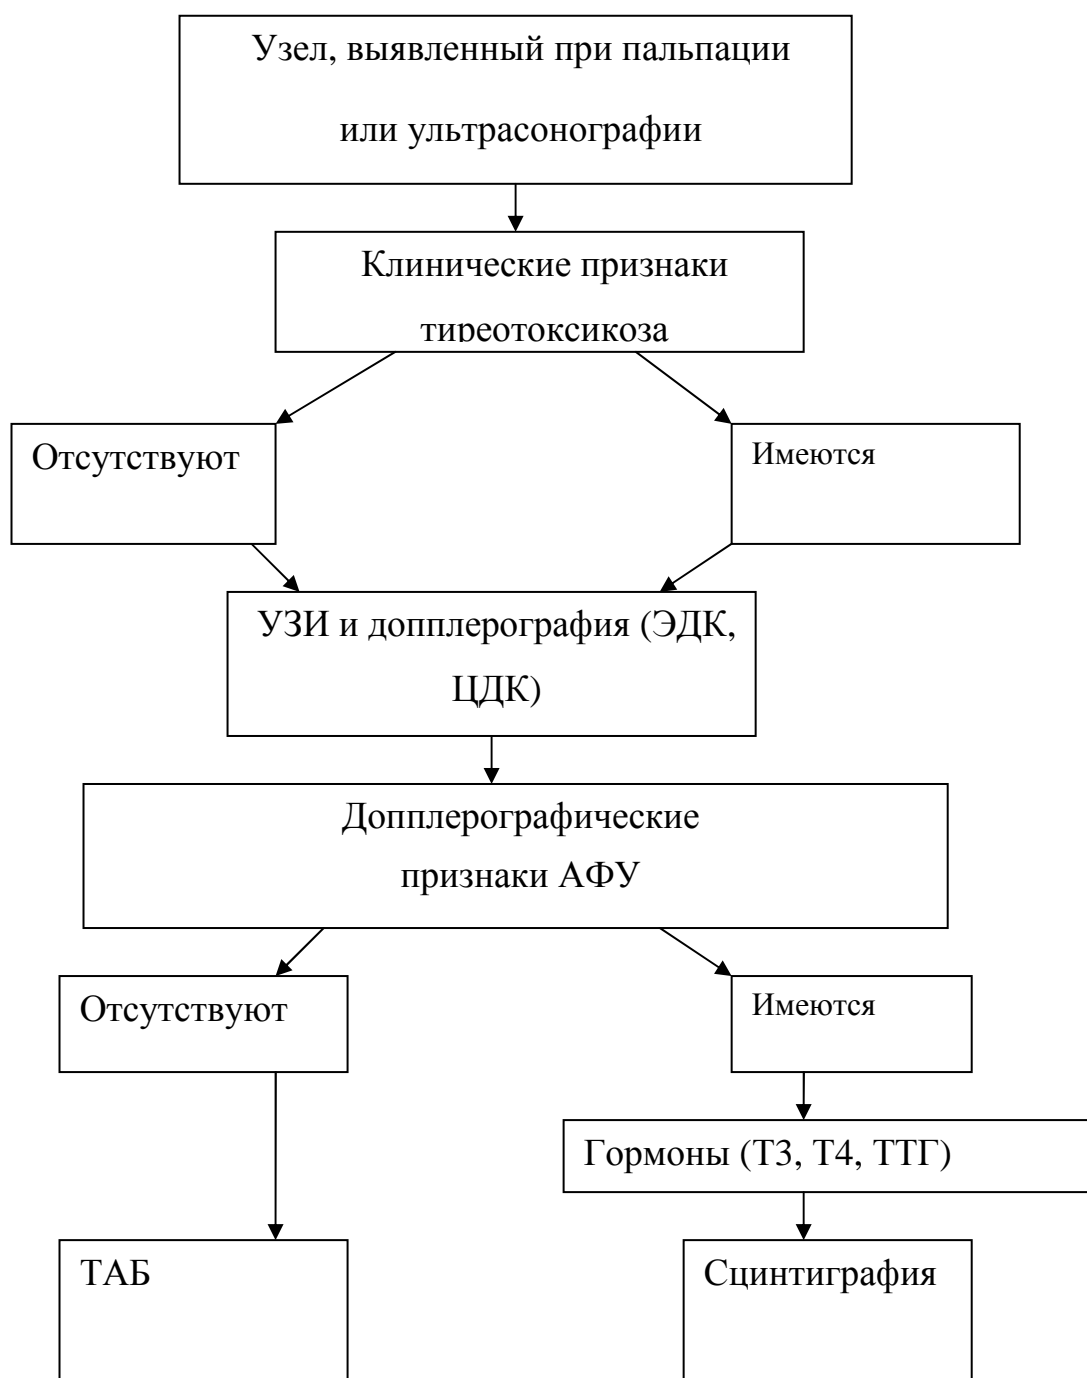 Узел, выявленный при пальпации
или ультрасонографии
Клинические признаки
тиреотоксикоза
Отсутствуют
Имеются
УЗИ и допплерография (ЭДК,
ЦДК)
Допплерографические
признаки АФУ
Отсутствуют
Имеются
Гормоны (Т3, Т4, ТТГ)
ТАБ
Сцинтиграфия